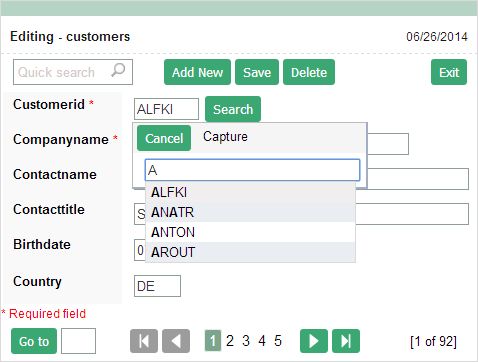 Editing - customers 06/26/2014
Quick search Add New Save Delete Exit
Customerid * ALFKI Search
Cancel Capture
Companyname *
A
Contactname
ALFKI
Contacttitle S ANATR
ANTON
Birthdate 0 AROUT
Country DE
* Required field
Go to 1 2 3 4 5 [1 of 92]